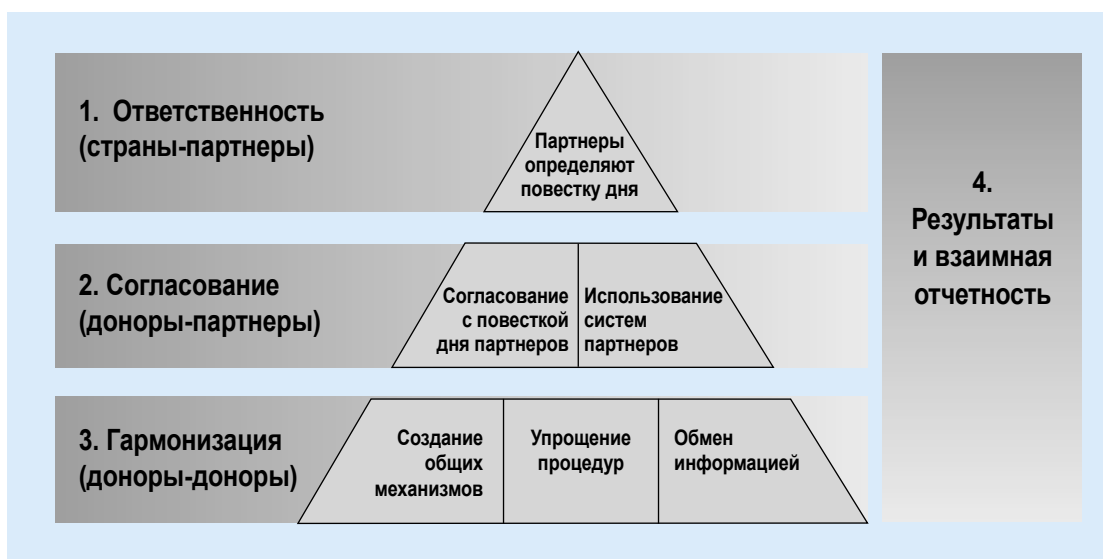 1. Ответственность
(страны-партнеры)
Партнеры
определяют
повестку дня
2. Согласование
(доноры-партнеры)
Согласование
с повесткой
дня партнеров
Использование
систем
партнеров
3. Гармонизация
(доноры-доноры)
Создание
общих
механизмов
Упрощение
процедур
Обмен
информацией
4.
Результаты
и взаимная
отчетность